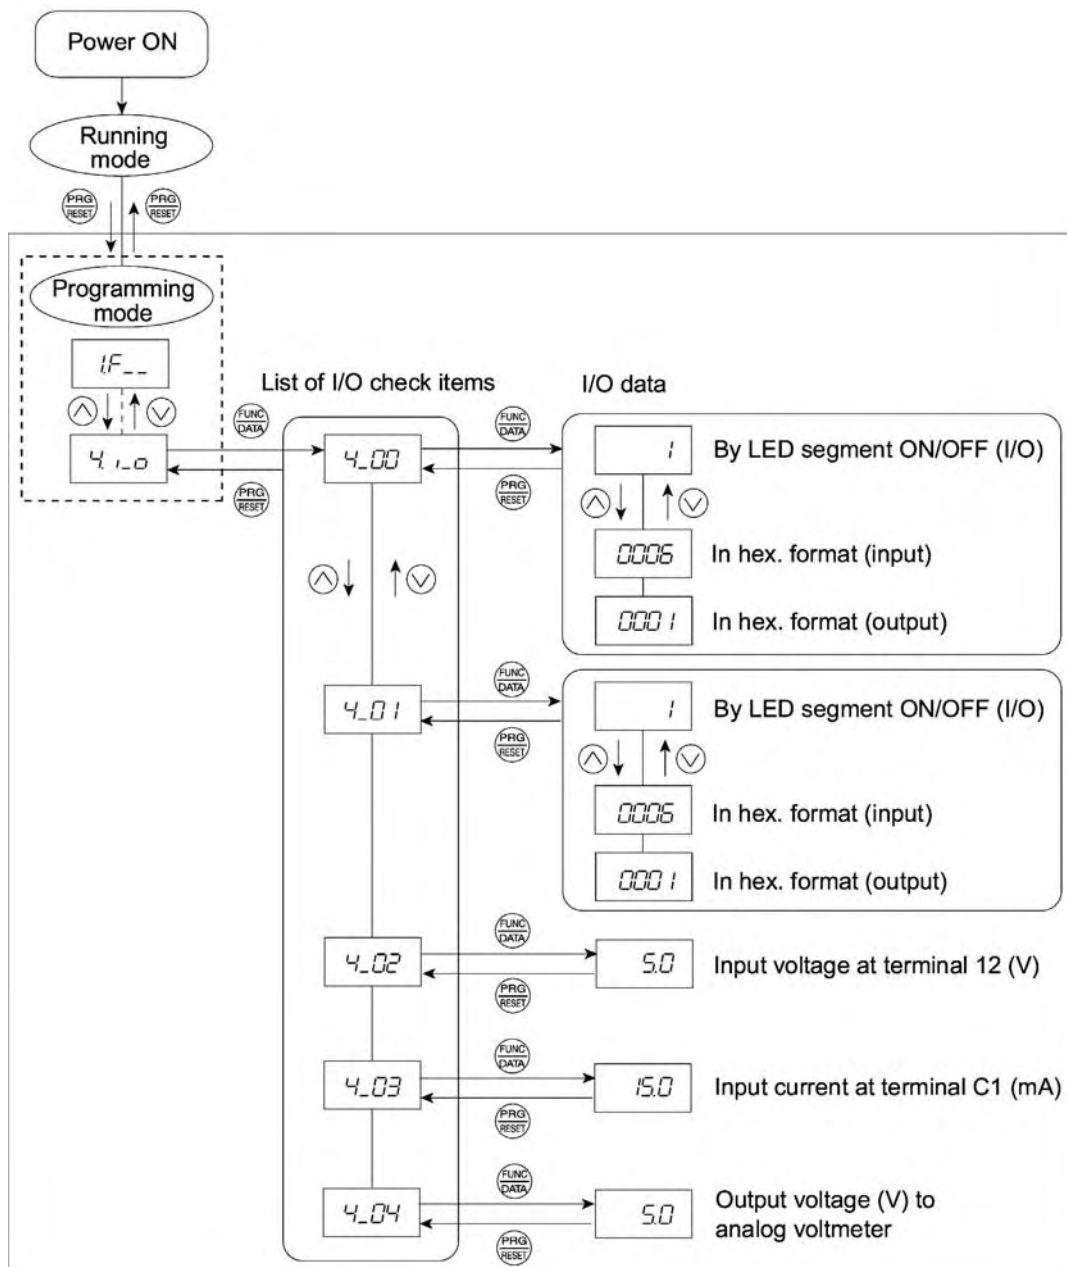 Power ON
Running
mode
PRG
RESET
PRG
RESET
Programming
mode
1.F__
4.i_o
List of I/O check items
I/O data
FUNC
DATA
PRG
RESET
4_00
FUNC
DATA
PRG
RESET
1
By LED segment ON/OFF (I/O)
0006
In hex. format (input)
0001
In hex. format (output)
4_01
FUNC
DATA
PRG
RESET
1
By LED segment ON/OFF (I/O)
0006
In hex. format (input)
0001
In hex. format (output)
4_02
FUNC
DATA
PRG
RESET
5.0
Input voltage at terminal 12 (V)
4_03
FUNC
DATA
PRG
RESET
15.0
Input current at terminal C1 (mA)
4_04
FUNC
DATA
PRG
RESET
5.0
Output voltage (V) to
analog voltmeter